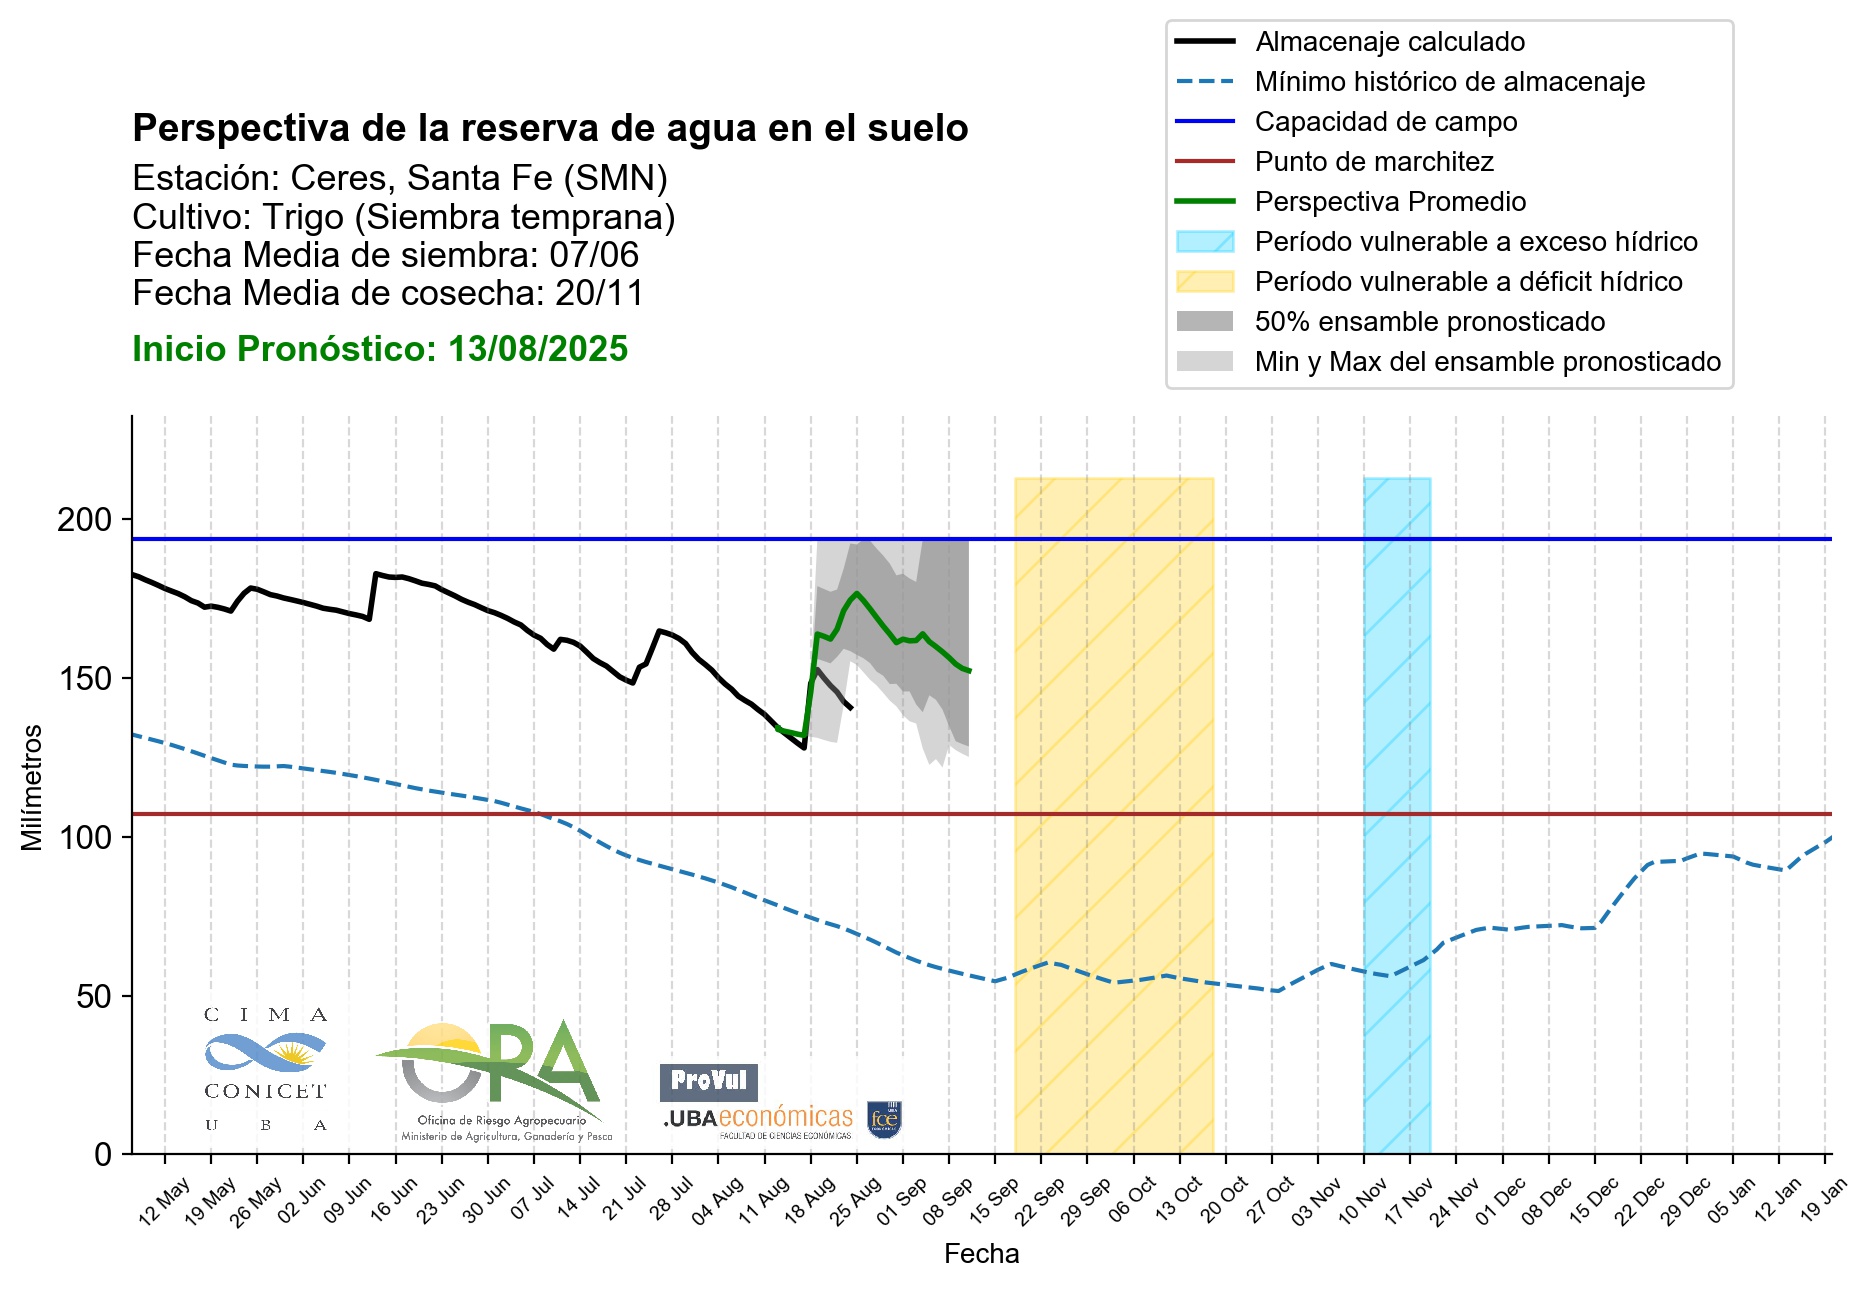 Almacenaje calculado
Mínimo histórico de almacenaje
Capacidad de campo
Punto de marchitez
Perspectiva Promedio
Período vulnerable a exceso hídrico
Período vulnerable a déficit hídrico
50% ensamble pronosticado
Min y Max del ensamble pronosticado
Perspectiva de la reserva de agua en el suelo
Estación: Ceres, Santa Fe (SMN)
Cultivo: Trigo (Siembra temprana)
Fecha Media de siembra: 07/06
Fecha Media de cosecha: 20/11
Inicio Pronóstico: 13/08/2025
Milímetros
200
150
100
50
0
CIMA
CONICET
UBA
ORA
Oficina de Riesgo Agropecuario
Ministerio de Agricultura, Ganadería y Pesca
ProVul
.UBAeconómicas
FACULTAD DE CIENCIAS ECONÓMICAS
UBA
fce
12 May
19 May
26 May
02 Jun
09 Jun
16 Jun
23 Jun
30 Jun
07 Jul
14 Jul
21 Jul
28 Jul
04 Aug
11 Aug
18 Aug
25 Aug
01 Sep
08 Sep
15 Sep
22 Sep
29 Sep
06 Oct
13 Oct
20 Oct
27 Oct
03 Nov
10 Nov
17 Nov
24 Nov
01 Dec
08 Dec
15 Dec
22 Dec
29 Dec
05 Jan
12 Jan
19 Jan
Fecha